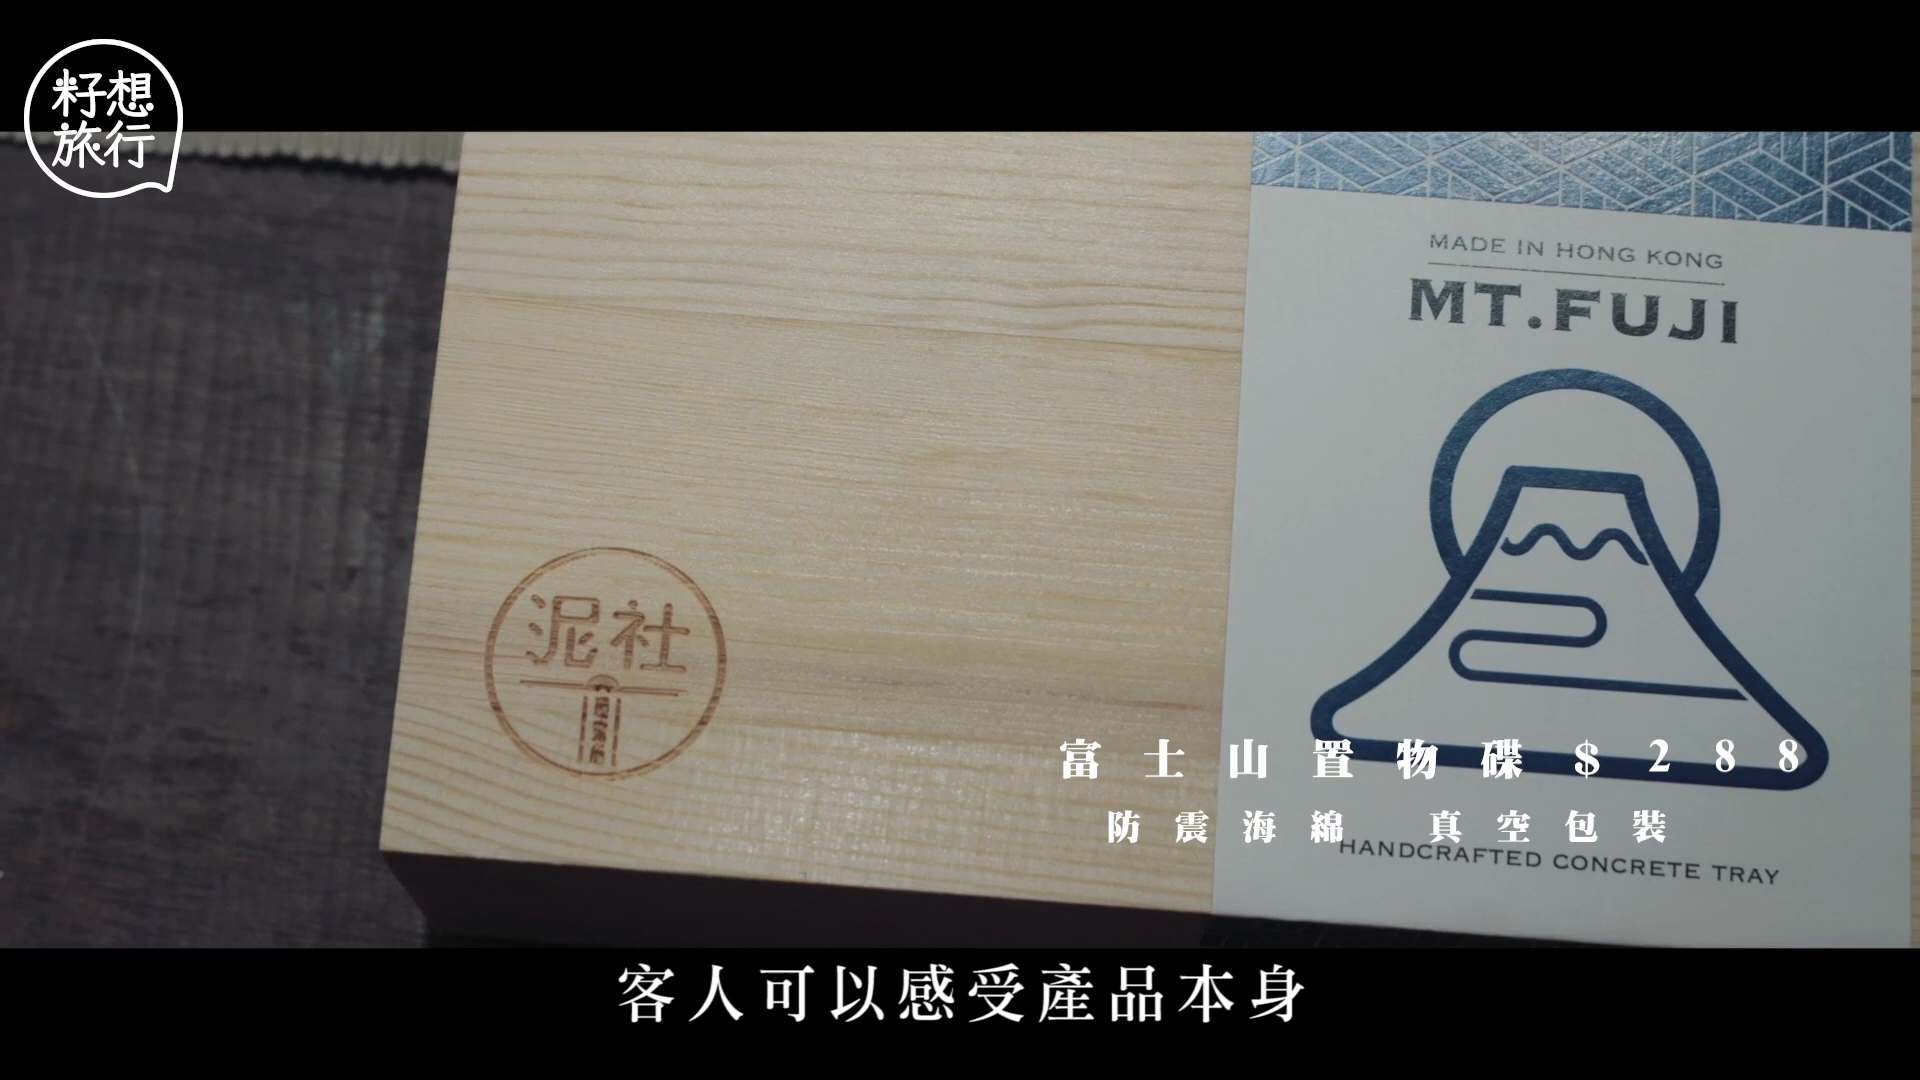 籽想
旅行
MADE IN HONG KONG
MT.FUJI
泥社
富士山置物碟$288
防震海綿 真空包裝
HANDCRAFTED CONCRETE TRAY
客人可以感受產品本身